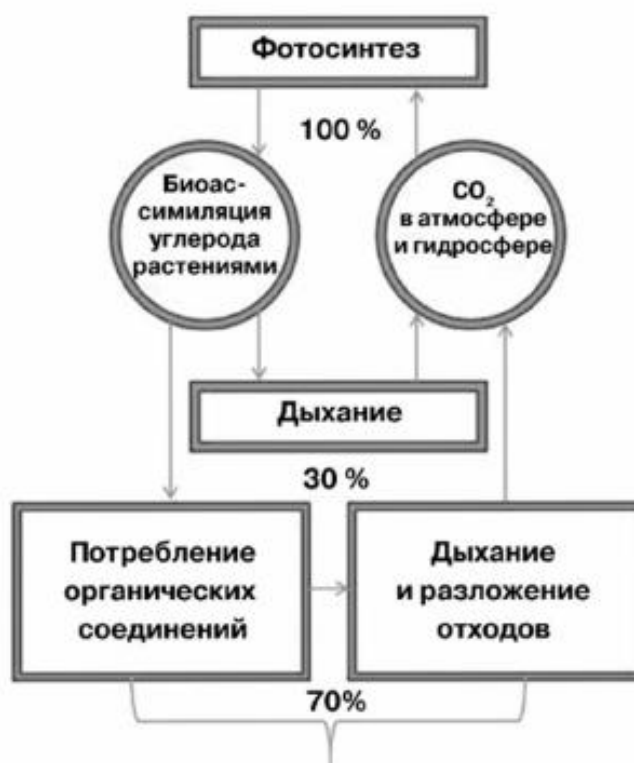 Фотосинтез
100 %
Биоас-
симиляция
углерода
растениями
CO₂
в атмосфере
и гидросфере
Дыхание
30 %
Потребление
органических
соединений
Дыхание
и разложение
отходов
70%